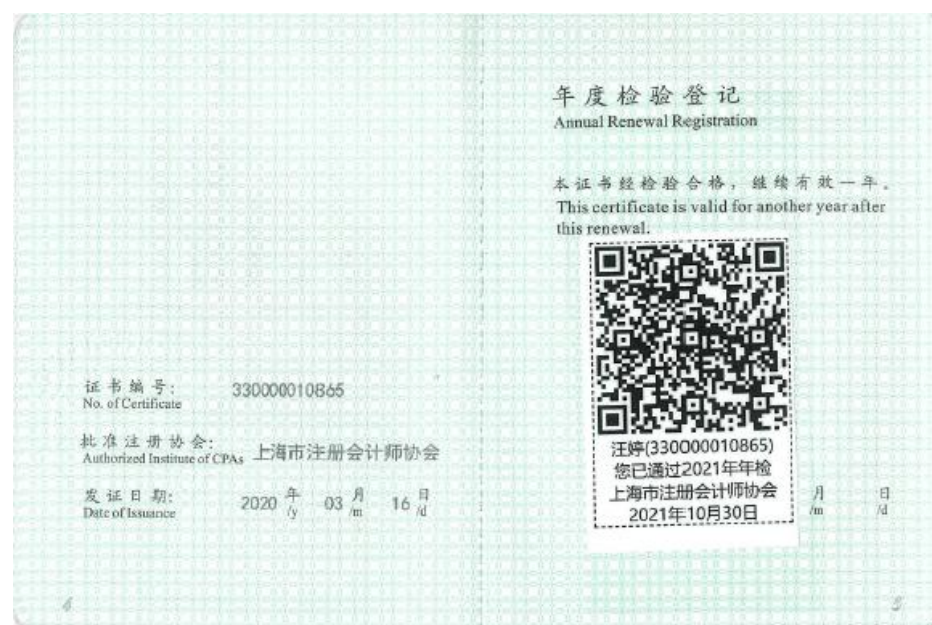 证书编号: 330000010865
No. of Certificate
批准注册协会: 上海市注册会计师协会
Authorized Institute of CPAs
发证日期: 2020 年 03 月 16 日
Date of Issuance /y /m /d
4
年度检验登记
Annual Renewal Registration
本证书经检验合格，继续有效一年。
This certificate is valid for another year after
this renewal.
汪婷(330000010865)
您已通过2021年年检
上海市注册会计师协会
2021年10月30日
月 日
/m /d
5